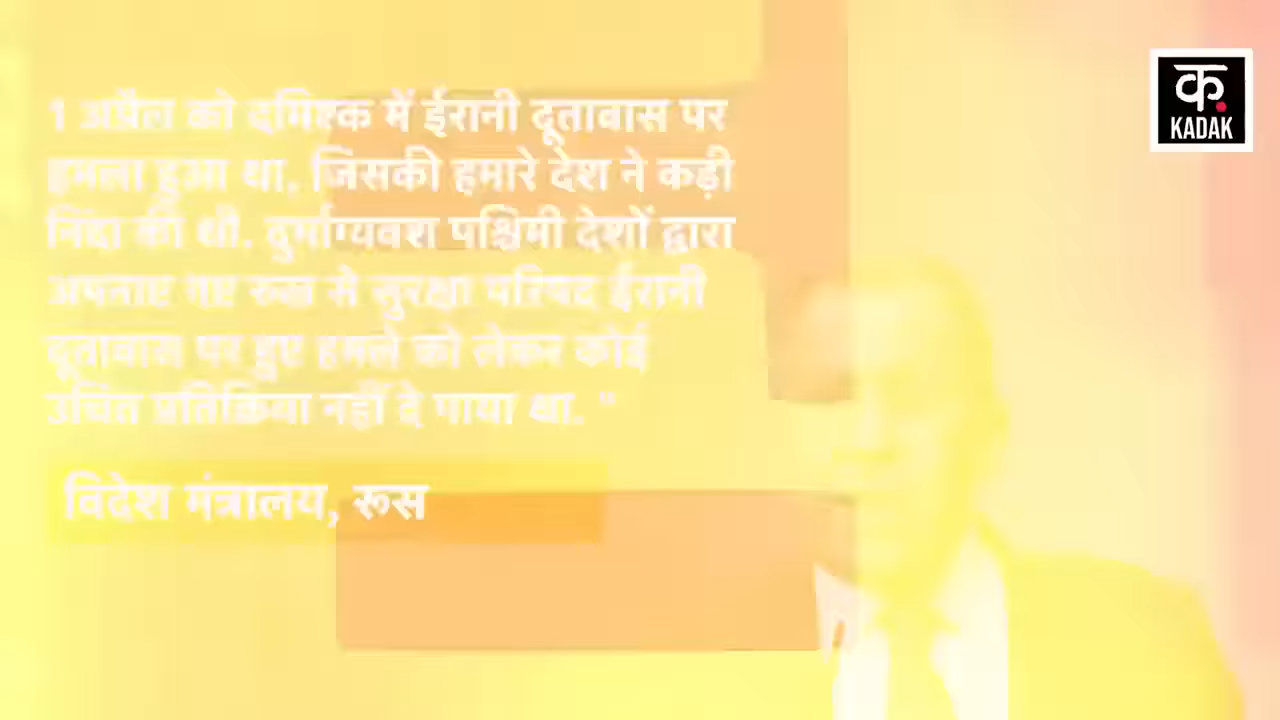 1 अप्रैल को दमिश्क में ईरानी दूतावास पर
हमला हुआ था, जिसकी हमारे देश ने कड़ी
निंदा की थी. दुर्भाग्यवश पश्चिमी देशों द्वारा
अपनाए गए रुख से सुरक्षा परिषद ईरानी
दूतावास पर हुए हमले को लेकर कोई
उचित प्रतिक्रिया नहीं दे पाया था. "
विदेश मंत्रालय, रूस
क.
KADAK